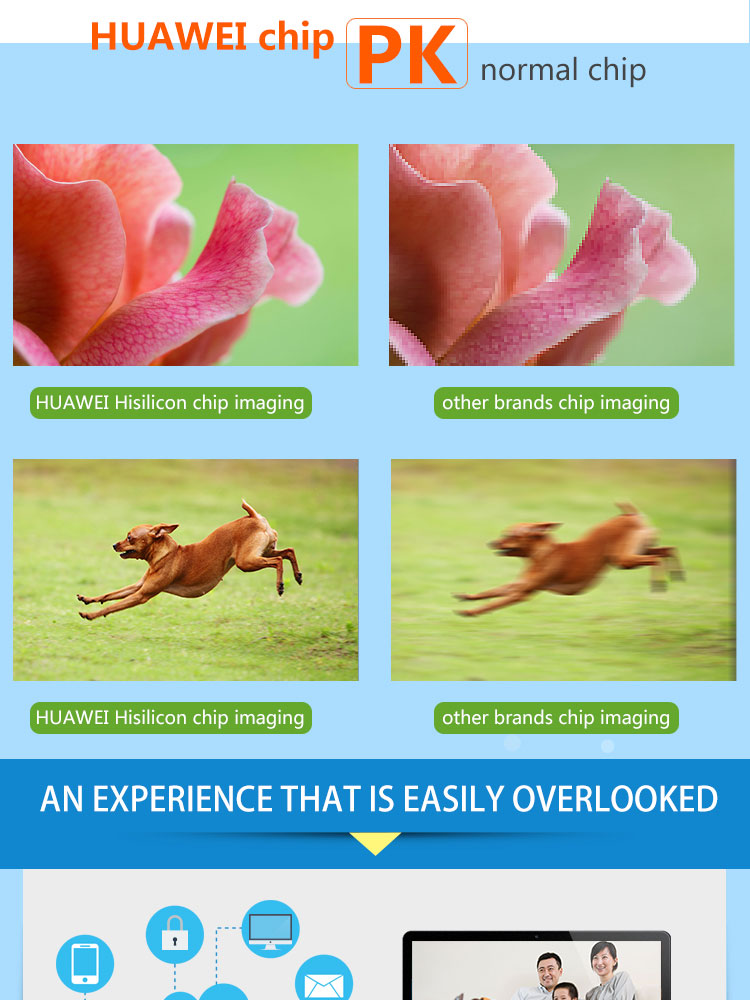 HUAWEI chip PK normal chip
HUAWEI Hisilicon chip imaging
other brands chip imaging
HUAWEI Hisilicon chip imaging
other brands chip imaging
AN EXPERIENCE THAT IS EASILY OVERLOOKED